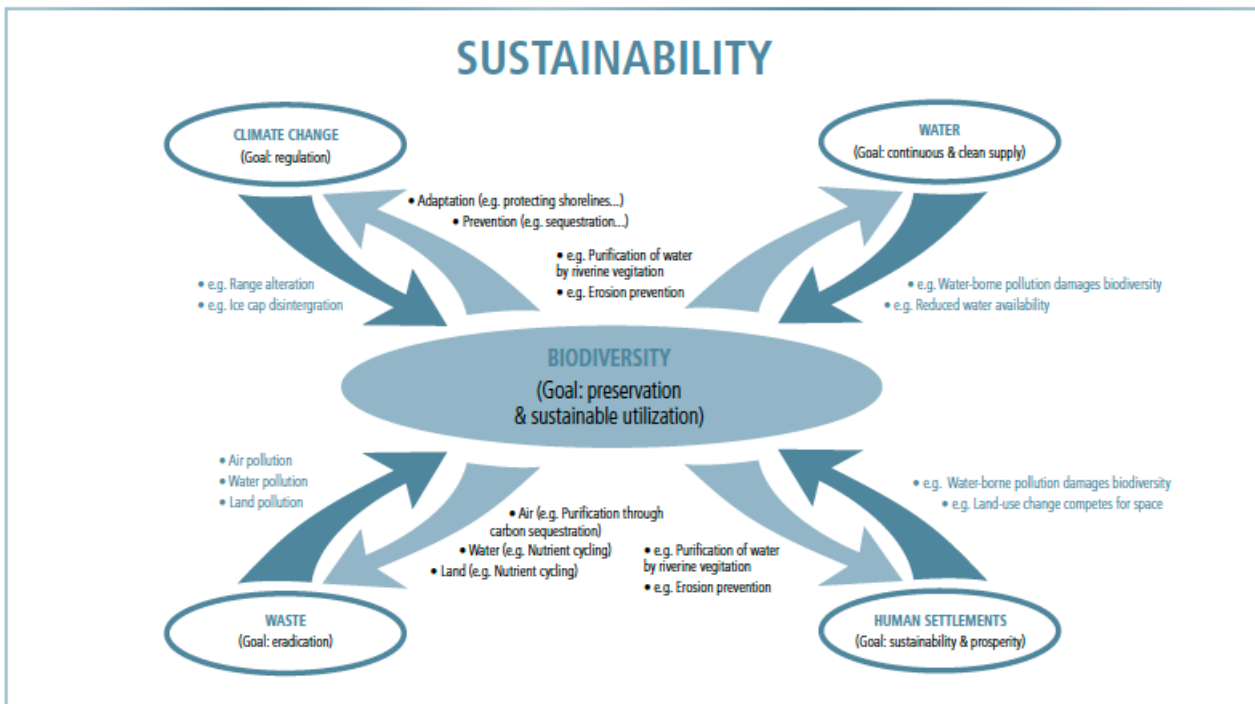 SUSTAINABILITY
CLIMATE CHANGE
(Goal: regulation)
WATER
(Goal: continuous & clean supply)
• Adaptation (e.g. protecting shorelines...)
• Prevention (e.g. sequestration...)
• e.g. Purification of water
by riverine vegitation
• e.g. Erosion prevention
• e.g. Range alteration
• e.g. Ice cap disintergration
• e.g. Water-borne pollution damages biodiversity
• e.g. Reduced water availability
BIODIVERSITY
(Goal: preservation
& sustainable utilization)
• Air pollution
• Water pollution
• Land pollution
• Air (e.g. Purification through
carbon sequestration)
• Water (e.g. Nutrient cycling)
• Land (e.g. Nutrient cycling)
• e.g. Purification of water
by riverine vegitation
• e.g. Erosion prevention
• e.g. Water-borne pollution damages biodiversity
• e.g. Land-use change competes for space
WASTE
(Goal: eradication)
HUMAN SETTLEMENTS
(Goal: sustainability & prosperity)